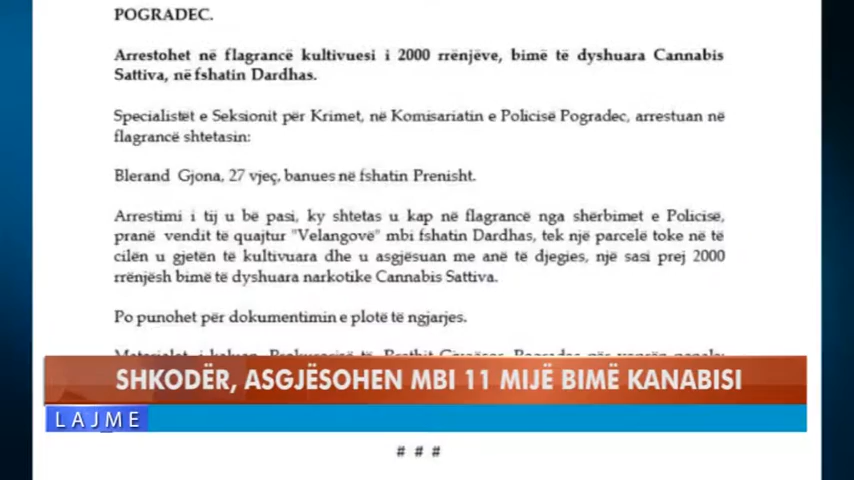 POGRADEC.
Arrestohet në flagrancë kultivuesi i 2000 rrënjëve, bimë të dyshuara Cannabis
Sattiva, në fshatin Dardhas.
Specialistët e Seksionit për Krimet, në Komisariatin e Policisë Pogradec, arrestuan në
flagrancë shtetasin:
Blerand Gjona, 27 vjeç, banues në fshatin Prenisht.
Arrestimi i tij u bë pasi, ky shtetas u kap në flagrancë nga shërbimet e Policisë,
pranë vendit të quajtur "Velangovë" mbi fshatin Dardhas, tek një parcelë toke në të
cilën u gjetën të kultivuara dhe u asgjësuan me anë të djegies, një sasi prej 2000
rrënjësh bimë të dyshuara narkotike Cannabis Sattiva.
Po punohet për dokumentimin e plotë të ngjarjes.
SHKODËR, ASGJËSOHEN MBI 11 MIJË BIMË KANABISI
LAJME
# # #